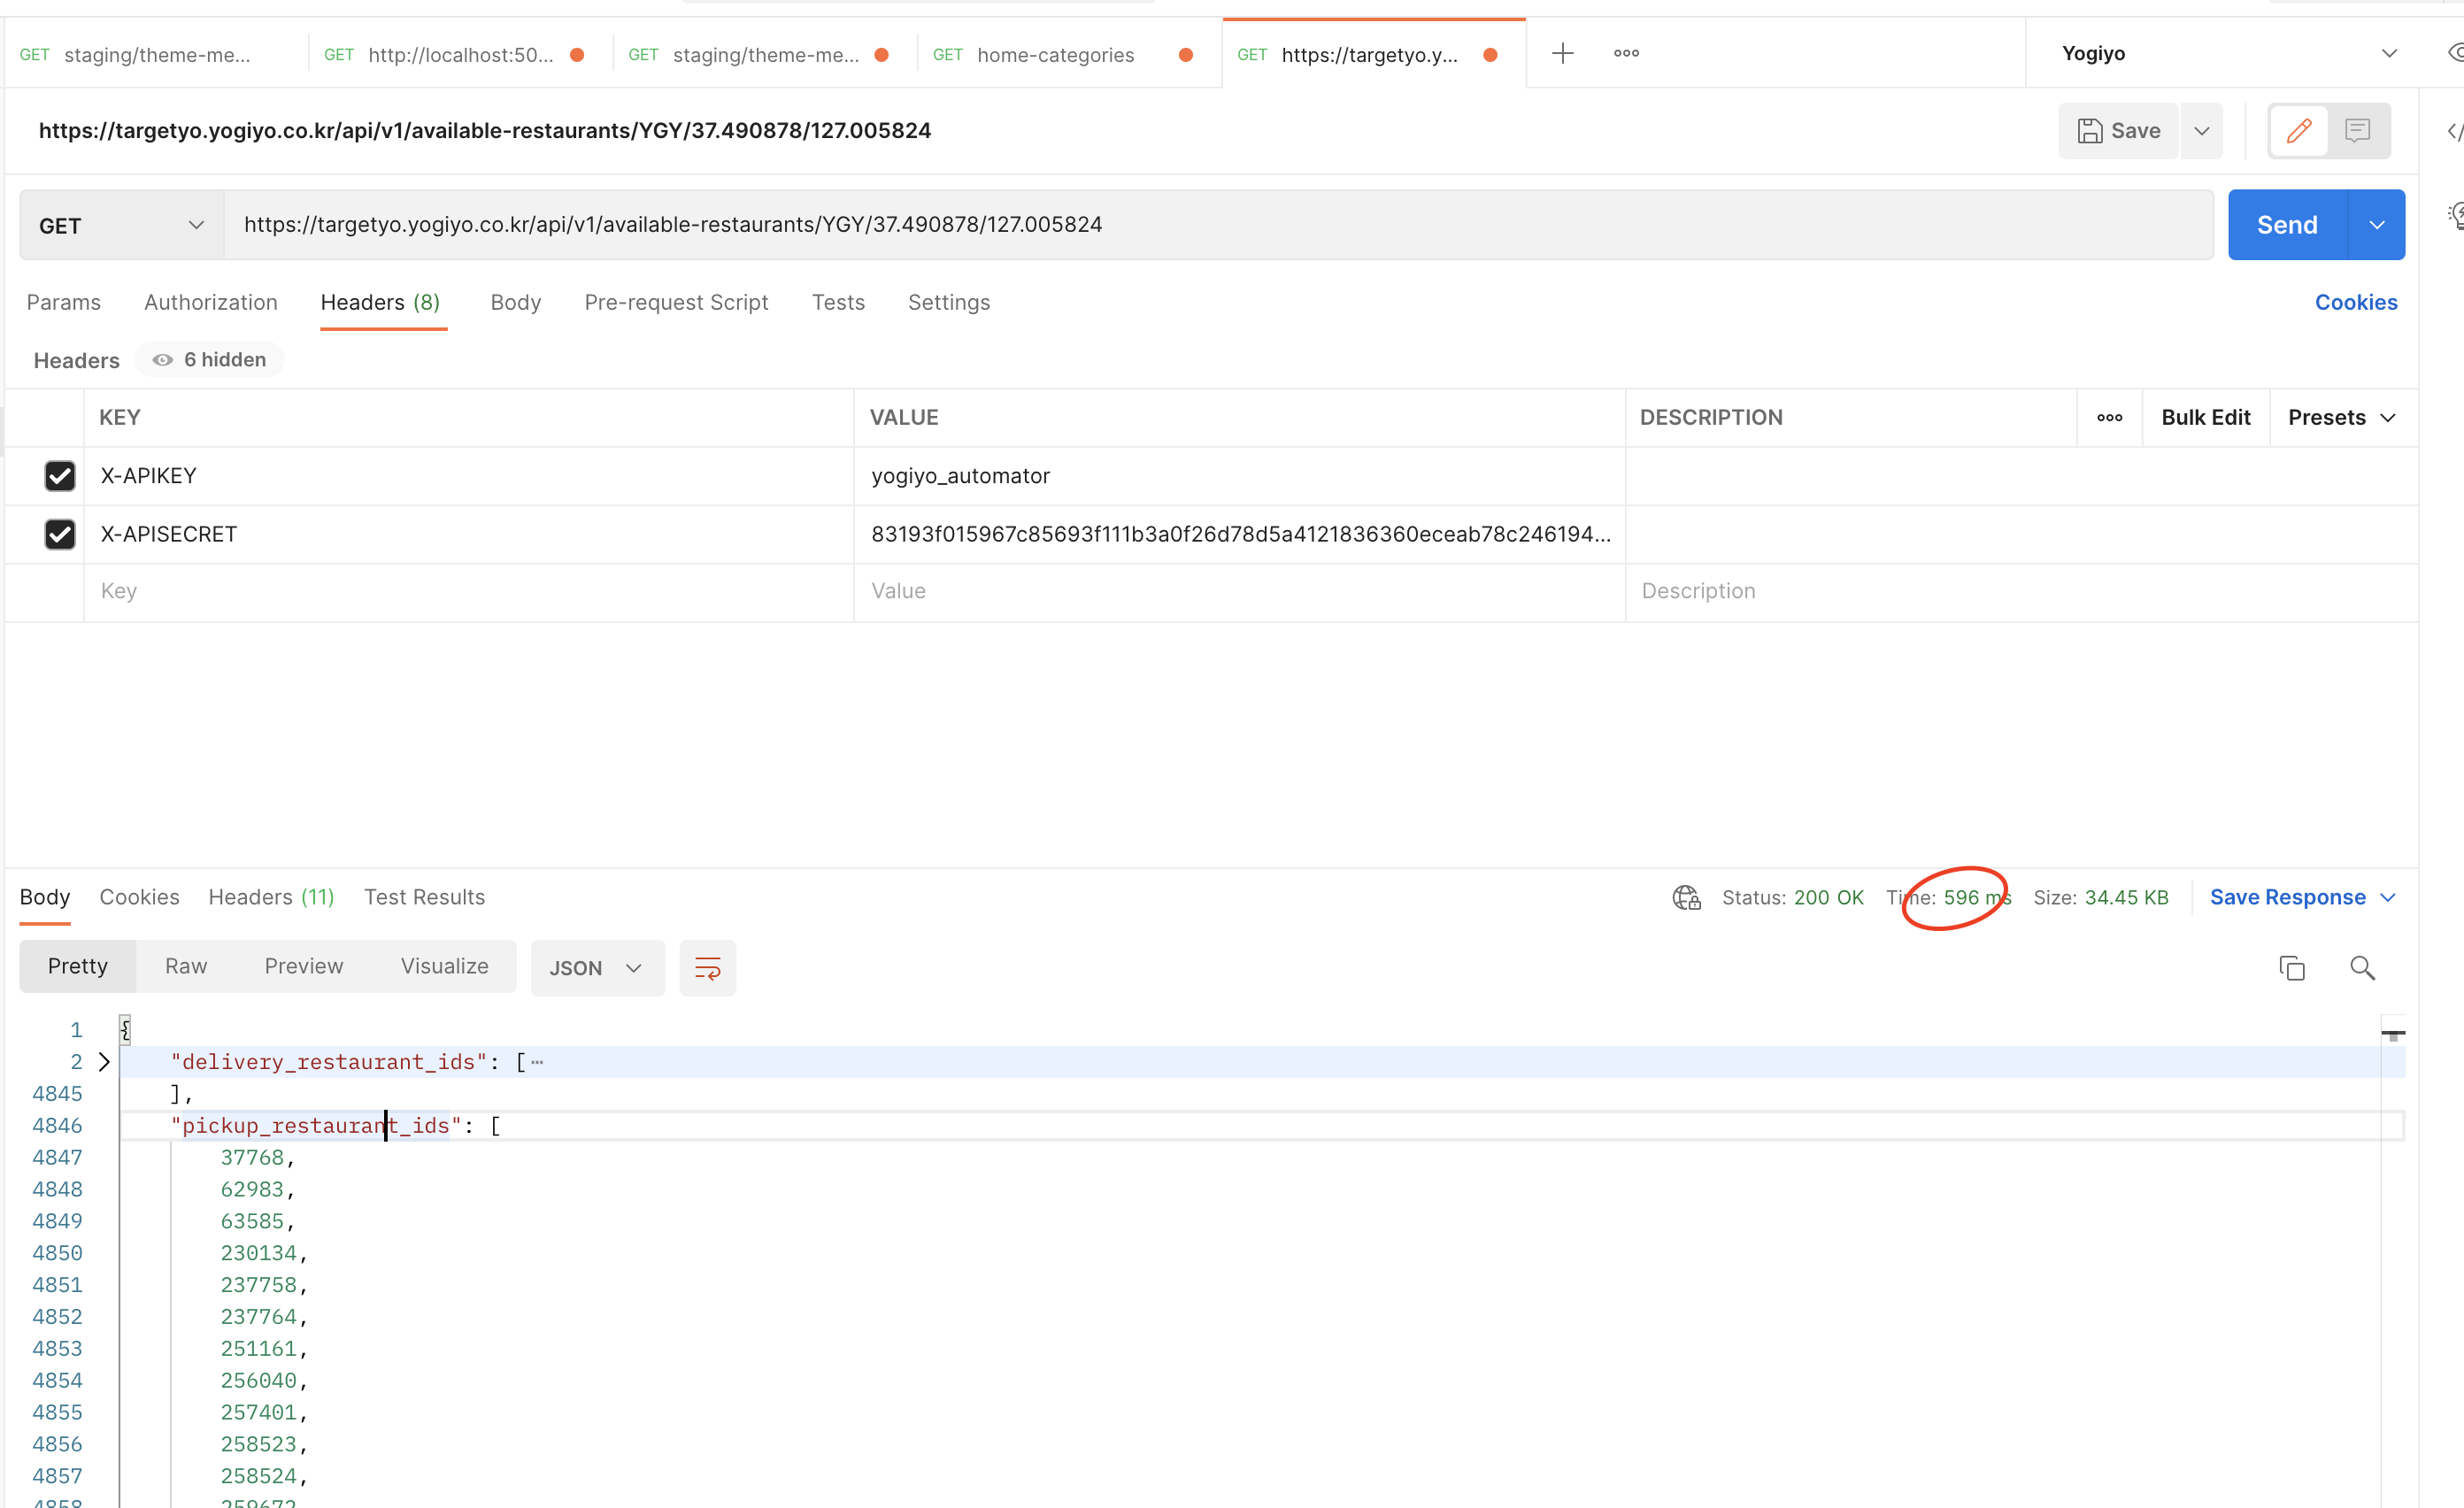 GET staging/theme-me... GET http://localhost:50... GET staging/theme-me... GET home-categories GET https://targetyo.y... Yogiyo
https://targetyo.yogiyo.co.kr/api/v1/available-restaurants/YGY/37.490878/127.005824 Save
GET https://targetyo.yogiyo.co.kr/api/v1/available-restaurants/YGY/37.490878/127.005824 Send
Params Authorization Headers (8) Body Pre-request Script Tests Settings Cookies
Headers 6 hidden
KEY VALUE DESCRIPTION Bulk Edit Presets
X-APIKEY yogiyo_automator
X-APISECRET 83193f015967c85693f111b3a0f26d78d5a4121836360eceab78c246194...
Key Value Description
Body Cookies Headers (11) Test Results Status: 200 OK Time: 596 ms Size: 34.45 KB Save Response
Pretty Raw Preview Visualize JSON
1 {
2 "delivery_restaurant_ids": [
4845 ],
4846 "pickup_restaurant_ids": [
4847 37768,
4848 62983,
4849 63585,
4850 230134,
4851 237758,
4852 237764,
4853 251161,
4854 256040,
4855 257401,
4856 258523,
4857 258524,
4858 259672